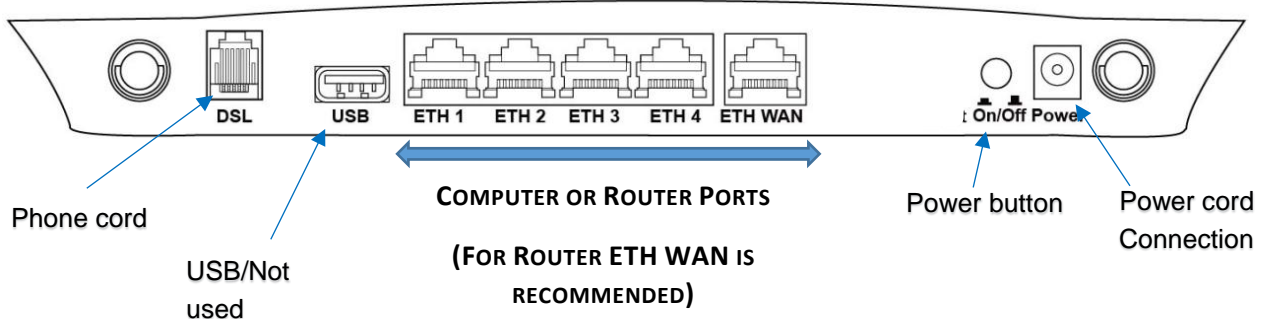 DSL USB ETH 1 ETH 2 ETH 3 ETH 4 ETH WAN t On/Off Power
Phone cord
USB/Not
used
COMPUTER OR ROUTER PORTS
(FOR ROUTER ETH WAN IS
RECOMMENDED)
Power button
Power cord
Connection